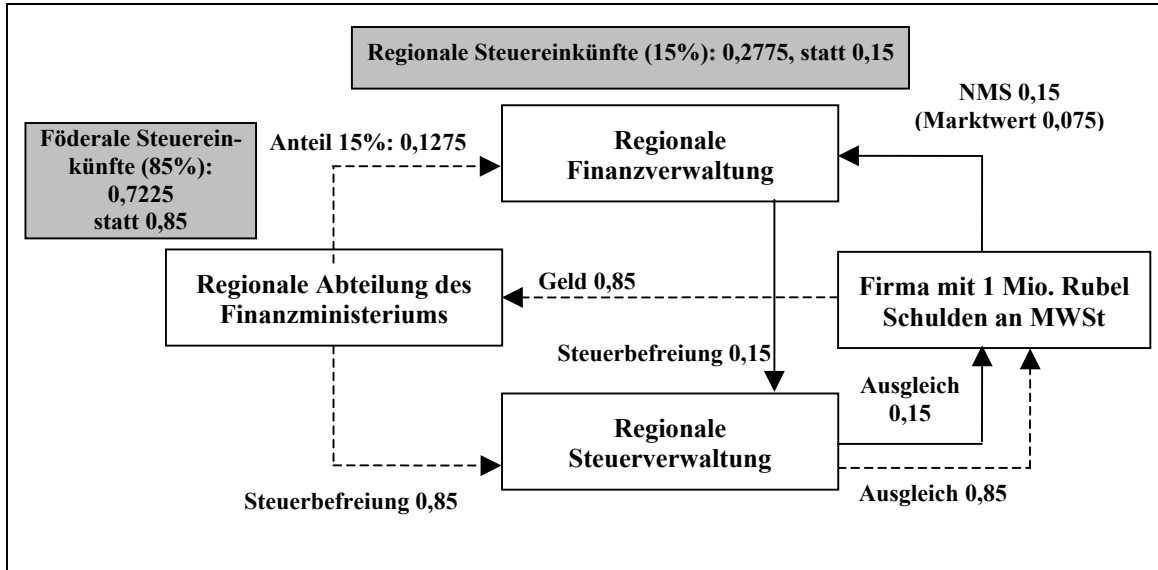 Regionale Steuereinkünfte (15%): 0,2775, statt 0,15
NMS 0,15
(Marktwert 0,075)
Föderale Steuerein-
künfte (85%):
0,7225
statt 0,85
Anteil 15%: 0,1275
Regionale
Finanzverwaltung
Regionale Abteilung des
Finanzministeriums
Geld 0,85
Firma mit 1 Mio. Rubel
Schulden an MWSt
Steuerbefreiung 0,15
Ausgleich
0,15
Regionale
Steuerverwaltung
Steuerbefreiung 0,85
Ausgleich 0,85